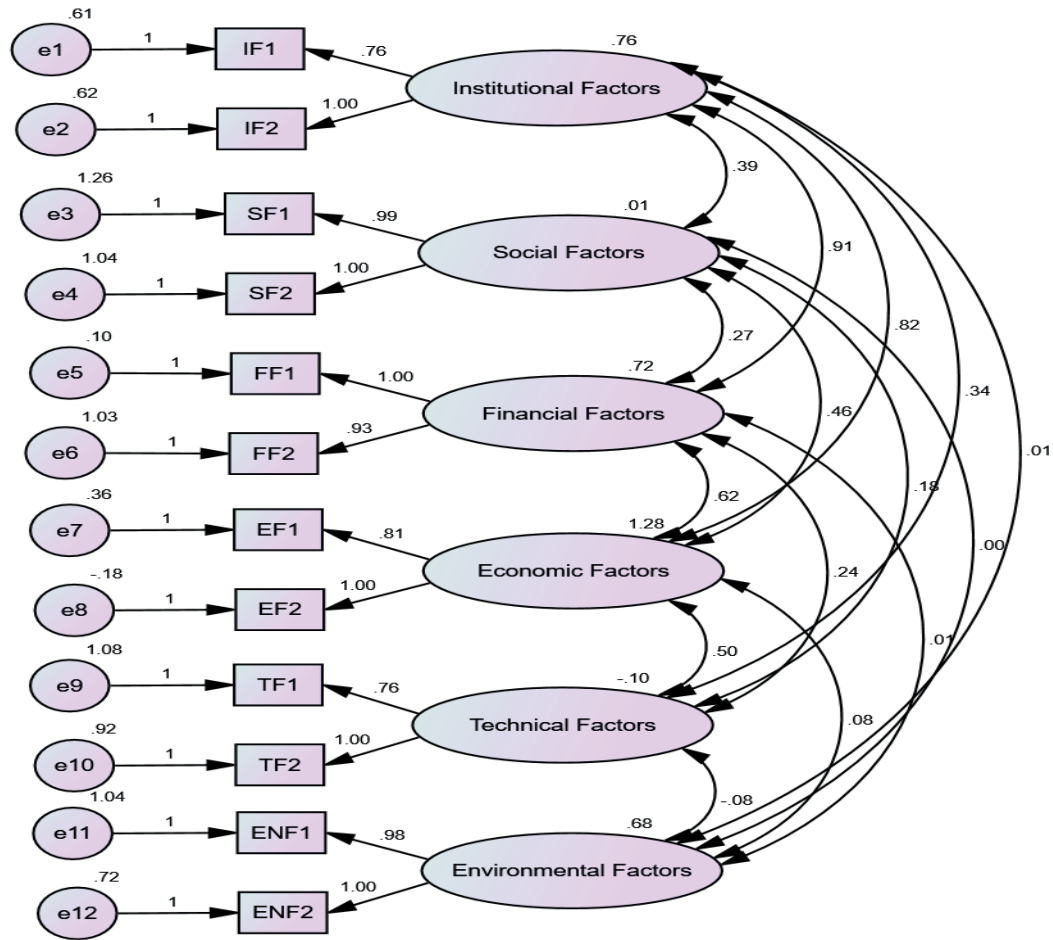 .61
e1
1
IF1
.76
.76
Institutional Factors
.62
e2
1
IF2
1.00
.39
1.26
e3
1
SF1
.99
.01
Social Factors
.91
1.04
e4
1
SF2
1.00
.27
.82
.10
e5
1
FF1
1.00
.72
Financial Factors
.34
1.03
e6
1
FF2
.93
.46
.01
.36
e7
1
EF1
.81
1.28
Economic Factors
.62
.18
.00
-.18
e8
1
EF2
1.00
.24
1.08
e9
1
TF1
.76
-.10
Technical Factors
.50
.01
.92
e10
1
TF2
1.00
.08
-.08
1.04
e11
1
ENF1
.98
.68
Environmental Factors
.72
e12
1
ENF2
1.00